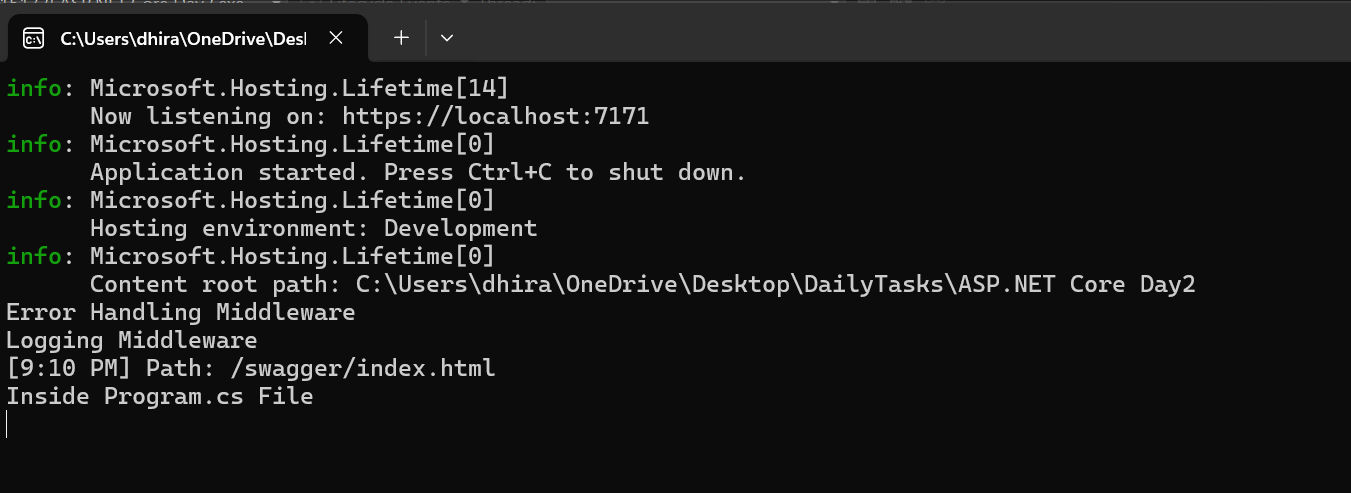 C:\Users\dhira\OneDrive\Desl
info: Microsoft.Hosting.Lifetime[14]
Now listening on: https://localhost:7171
info: Microsoft.Hosting.Lifetime[0]
Application started. Press Ctrl+C to shut down.
info: Microsoft.Hosting.Lifetime[0]
Hosting environment: Development
info: Microsoft.Hosting.Lifetime[0]
Content root path: C:\Users\dhira\OneDrive\Desktop\DailyTasks\ASP.NET Core Day2
Error Handling Middleware
Logging Middleware
[9:10 PM] Path: /swagger/index.html
Inside Program.cs File